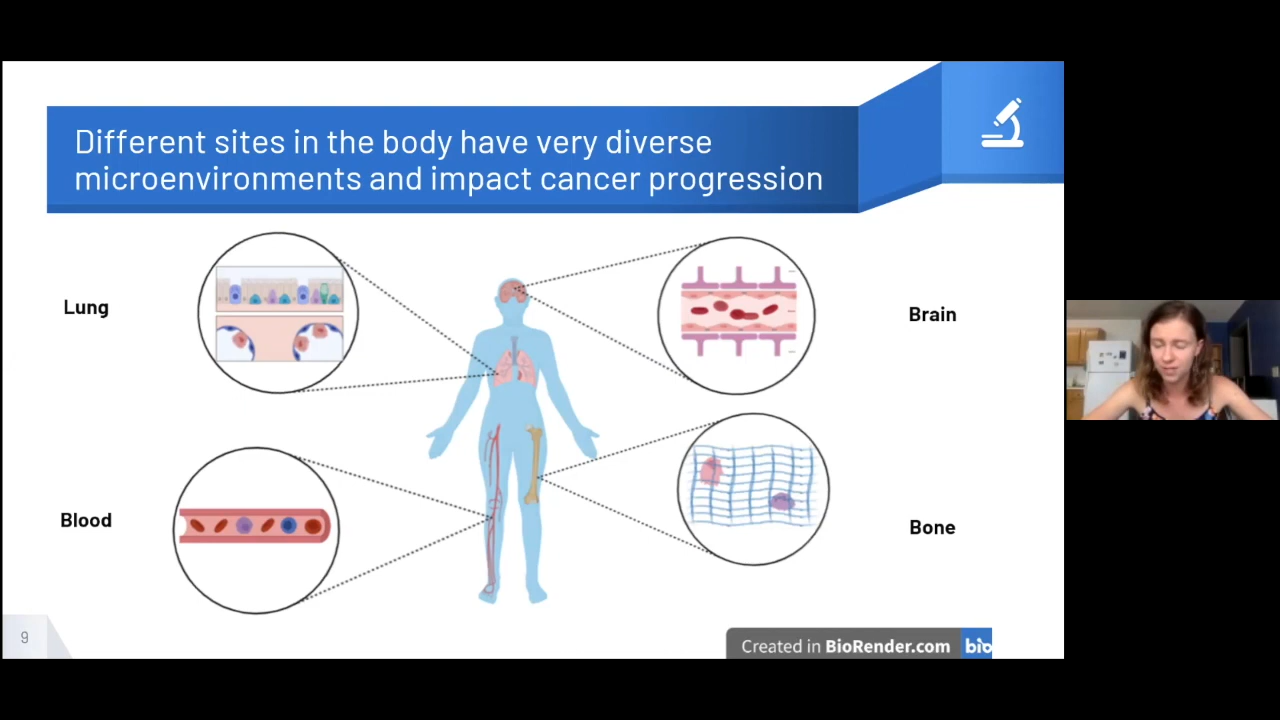 Different sites in the body have very diverse
microenvironments and impact cancer progression
Lung
Brain
Blood
Bone
9
Created in BioRender.com bio